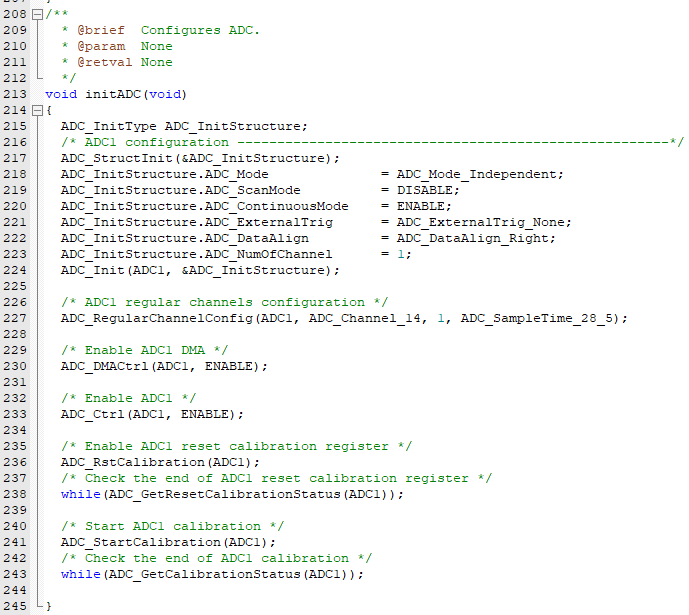 208 /**
209 * @brief Configures ADC.
210 * @param None
211 * @retval None
212 */
213 void initADC(void)
214 {
215 ADC_InitType ADC_InitStructure;
216 /* ADC1 configuration ------------------------------------------------------*/
217 ADC_StructInit(&ADC_InitStructure);
218 ADC_InitStructure.ADC_Mode = ADC_Mode_Independent;
219 ADC_InitStructure.ADC_ScanMode = DISABLE;
220 ADC_InitStructure.ADC_ContinuousMode = ENABLE;
221 ADC_InitStructure.ADC_ExternalTrig = ADC_ExternalTrig_None;
222 ADC_InitStructure.ADC_DataAlign = ADC_DataAlign_Right;
223 ADC_InitStructure.ADC_NumOfChannel = 1;
224 ADC_Init(ADC1, &ADC_InitStructure);
225
226 /* ADC1 regular channels configuration */
227 ADC_RegularChannelConfig(ADC1, ADC_Channel_14, 1, ADC_SampleTime_28_5);
228
229 /* Enable ADC1 DMA */
230 ADC_DMACtrl(ADC1, ENABLE);
231
232 /* Enable ADC1 */
233 ADC_Ctrl(ADC1, ENABLE);
234
235 /* Enable ADC1 reset calibration register */
236 ADC_RstCalibration(ADC1);
237 /* Check the end of ADC1 reset calibration register */
238 while(ADC_GetResetCalibrationStatus(ADC1));
239
240 /* Start ADC1 calibration */
241 ADC_StartCalibration(ADC1);
242 /* Check the end of ADC1 calibration */
243 while(ADC_GetCalibrationStatus(ADC1));
244
245 }